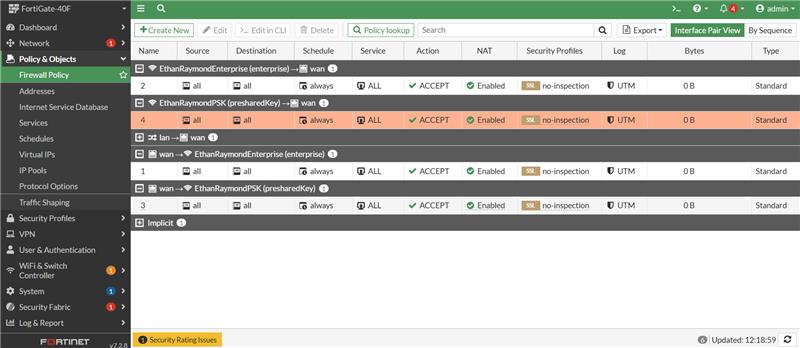 FortiGate-40F
4
admin
Dashboard
Network 1
Policy & Objects
Firewall Policy
Addresses
Internet Service Database
Services
Schedules
Virtual IPs
IP Pools
Protocol Options
Traffic Shaping
Security Profiles
VPN
User & Authentication
WiFi & Switch Controller 1
System 1
Security Fabric 1
Log & Report
FORTINET v7.2.8
+ Create New Edit Edit in CLI Delete Policy lookup Search Export Interface Pair View By Sequence
Name Source Destination Schedule Service Action NAT Security Profiles Log Bytes Type
EthanRaymondEnterprise (enterprise) → wan 1
2 all all always ALL ACCEPT Enabled SSL no-inspection UTM 0 B Standard
EthanRaymondPSK (presharedKey) → wan 1
4 all all always ALL ACCEPT Enabled SSL no-inspection UTM 0 B Standard
lan → wan 1
wan → EthanRaymondEnterprise (enterprise) 1
1 all all always ALL ACCEPT Enabled SSL no-inspection UTM 0 B Standard
wan → EthanRaymondPSK (presharedKey) 1
3 all all always ALL ACCEPT Enabled SSL no-inspection UTM 0 B Standard
Implicit 1
1 Security Rating Issues 6 Updated: 12:18:59